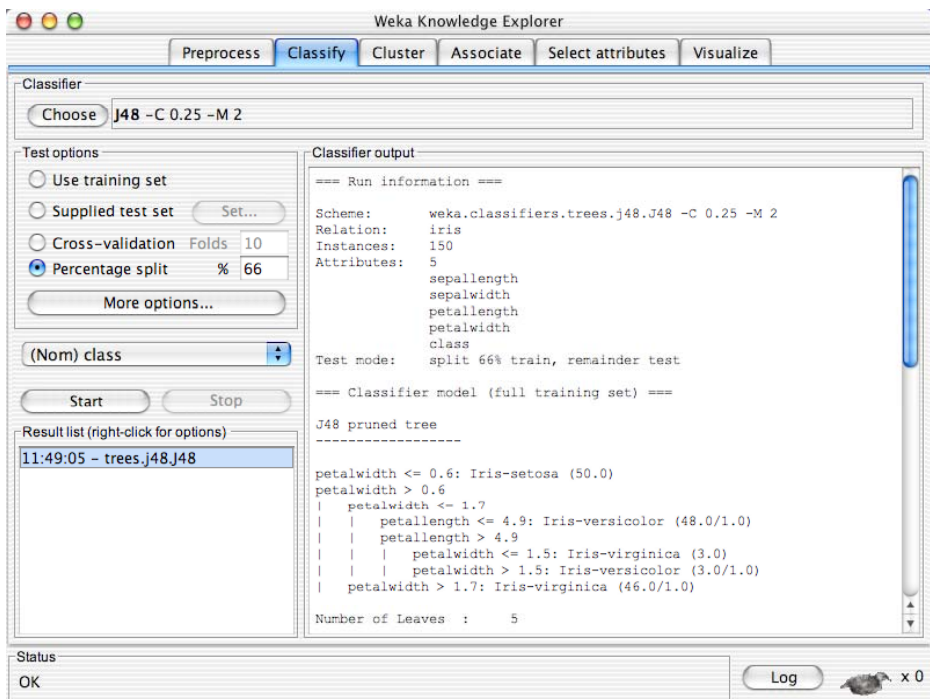 Weka Knowledge Explorer
Preprocess Classify Cluster Associate Select attributes Visualize
Classifier
Choose J48 -C 0.25 -M 2
Test options
Use training set
Supplied test set Set...
Cross-validation Folds 10
Percentage split % 66
More options...
(Nom) class
Start Stop
Result list (right-click for options)
11:49:05 - trees.j48.J48
Classifier output
=== Run information ===
Scheme: weka.classifiers.trees.j48.J48 -C 0.25 -M 2
Relation: iris
Instances: 150
Attributes: 5
sepallength
sepalwidth
petallength
petalwidth
class
Test mode: split 66% train, remainder test
=== Classifier model (full training set) ===
J48 pruned tree
------------------
petalwidth <= 0.6: Iris-setosa (50.0)
petalwidth > 0.6
| petalwidth <= 1.7
| | petallength <= 4.9: Iris-versicolor (48.0/1.0)
| | petallength > 4.9
| | | petalwidth <= 1.5: Iris-virginica (3.0)
| | | petalwidth > 1.5: Iris-versicolor (3.0/1.0)
| petalwidth > 1.7: Iris-virginica (46.0/1.0)
Number of Leaves : 5
Status
OK
Log x 0